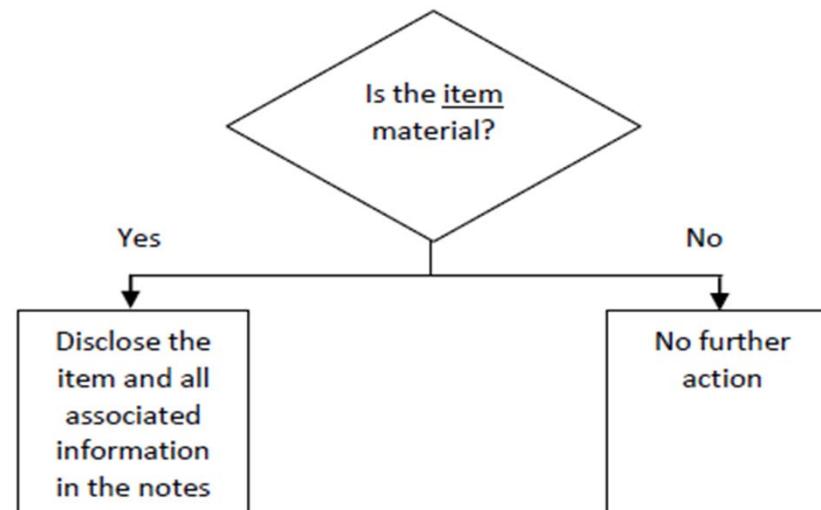 Is the item
material?
Yes
No
Disclose the
item and all
associated
information
in the notes
No further
action